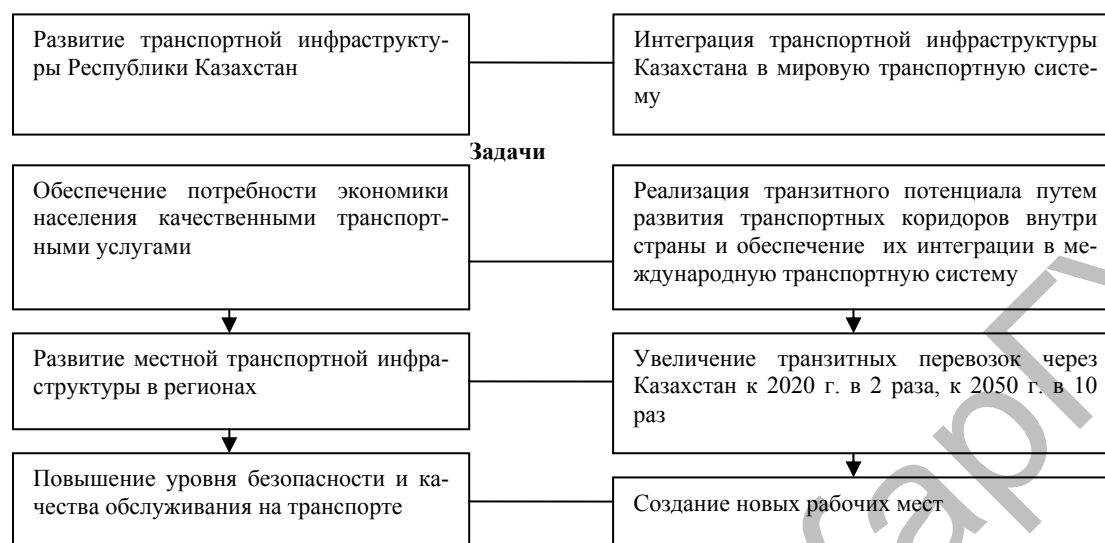 Развитие транспортной инфраструкту-
ры Республики Казахстан
Интеграция транспортной инфраструктуры
Казахстана в мировую транспортную систе-
му
Задачи
Обеспечение потребности экономики
населения качественными транспорт-
ными услугами
Реализация транзитного потенциала путем
развития транспортных коридоров внутри
страны и обеспечение их интеграции в ме-
ждународную транспортную систему
Развитие местной транспортной инфра-
структуры в регионах
Увеличение транзитных перевозок через
Казахстан к 2020 г. в 2 раза, к 2050 г. в 10
раз
Повышение уровня безопасности и ка-
чества обслуживания на транспорте
Создание новых рабочих мест